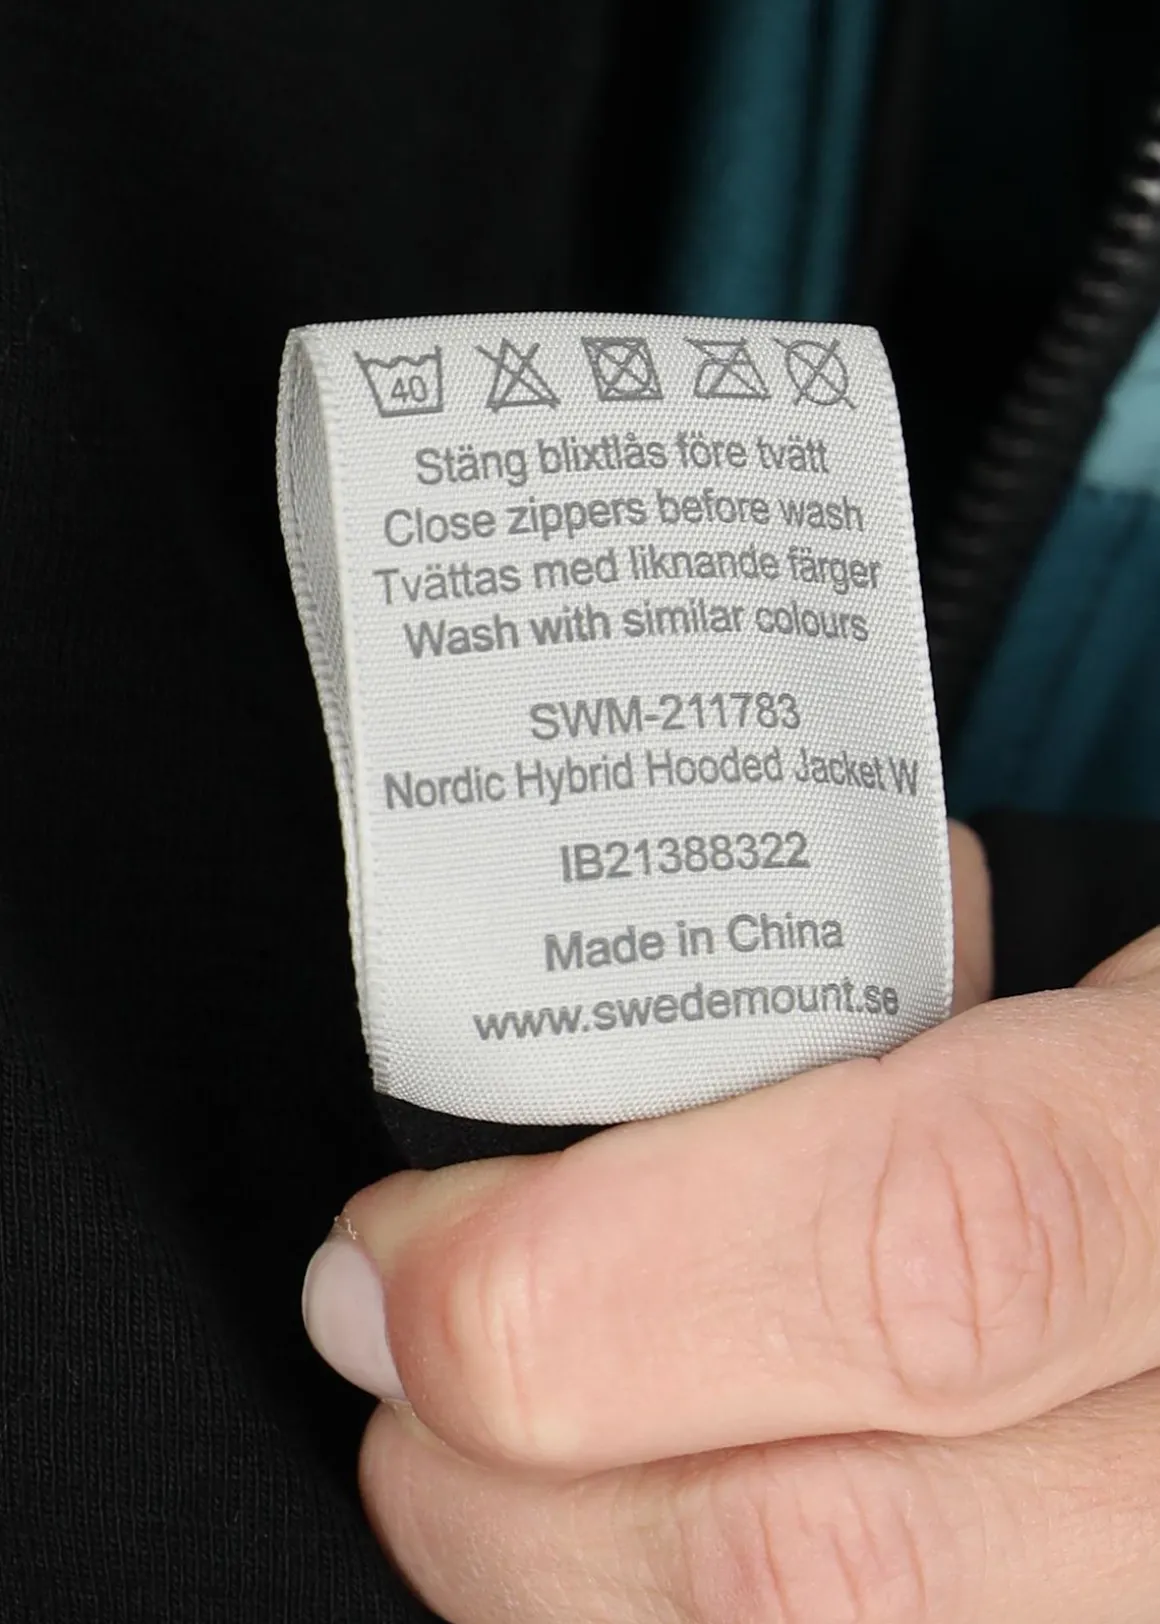 40
Stäng blixtlås före tvätt
Close zippers before wash
Tvättas med liknande färger
Wash with similar colours
SWM-211783
Nordic Hybrid Hooded Jacket W
IB21388322
Made in China
www.swedemount.se